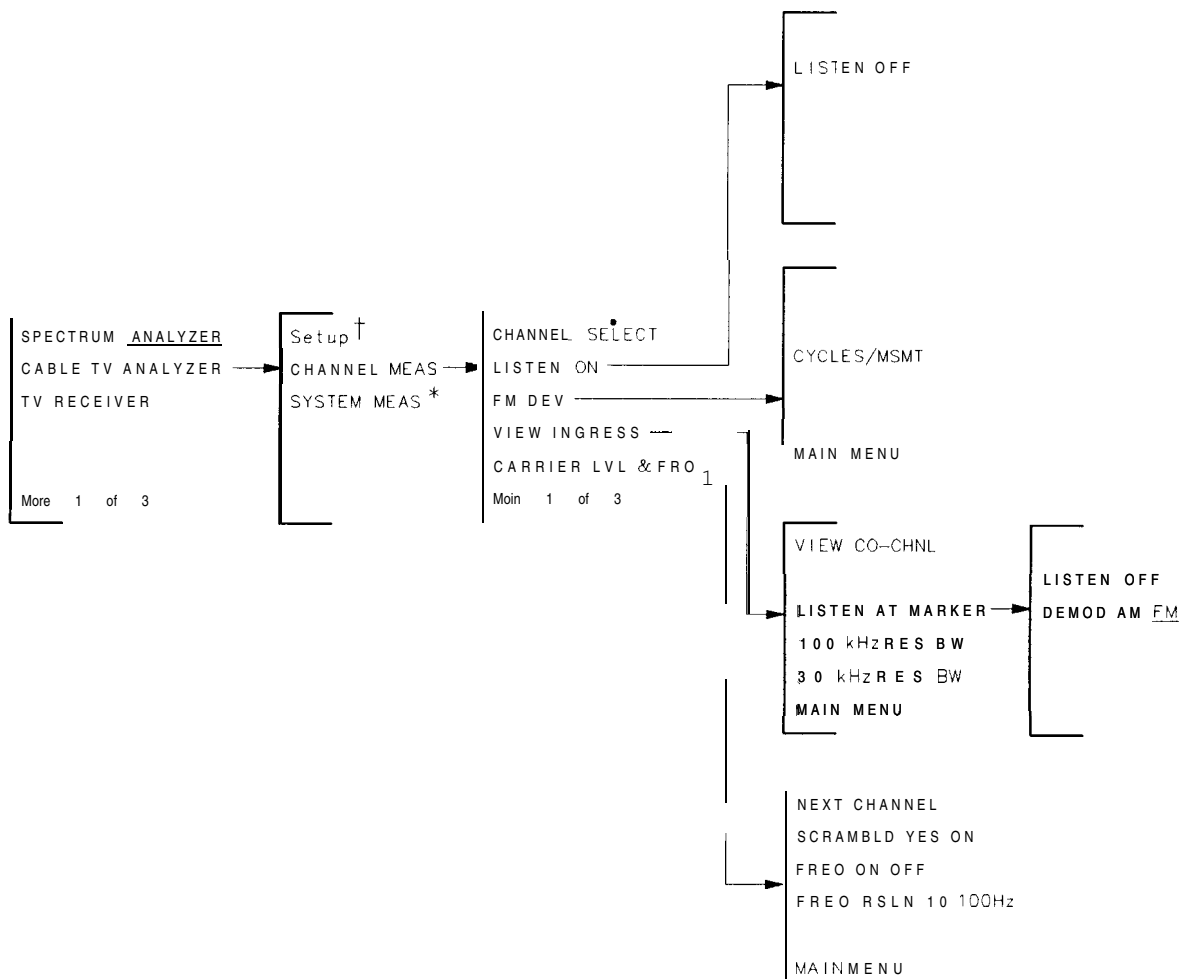 SPECTRUM ANALYZER
CABLE TV ANALYZER
TV RECEIVER
More 1 of 3
Setup†
CHANNEL MEAS
SYSTEM MEAS *
CHANNEL SELECT
LISTEN ON
FM DEV
VIEW INGRESS
CARRIER LVL & FRO
1
Moin 1 of 3
LISTEN OFF
CYCLES/MSMT
MAIN MENU
VIEW CO-CHNL
LISTEN AT MARKER
100 kHz RES BW
30 kHz RES BW
MAIN MENU
LISTEN OFF
DEMOD AM FM
NEXT CHANNEL
SCRAMBLD YES ON
FREO ON OFF
FREO RSLN 10 100Hz
MAINMENU